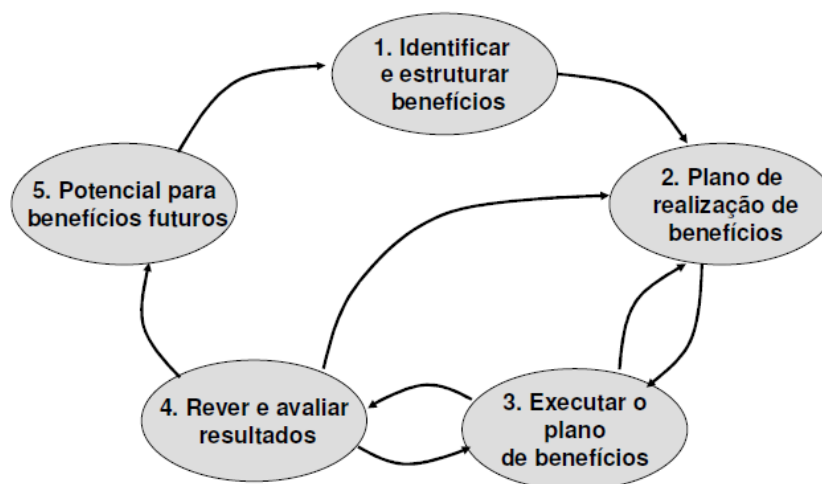 1. Identificar
e estruturar
benefícios
2. Plano de
realização de
benefícios
3. Executar o
plano
de benefícios
4. Rever e avaliar
resultados
5. Potencial para
benefícios futuros